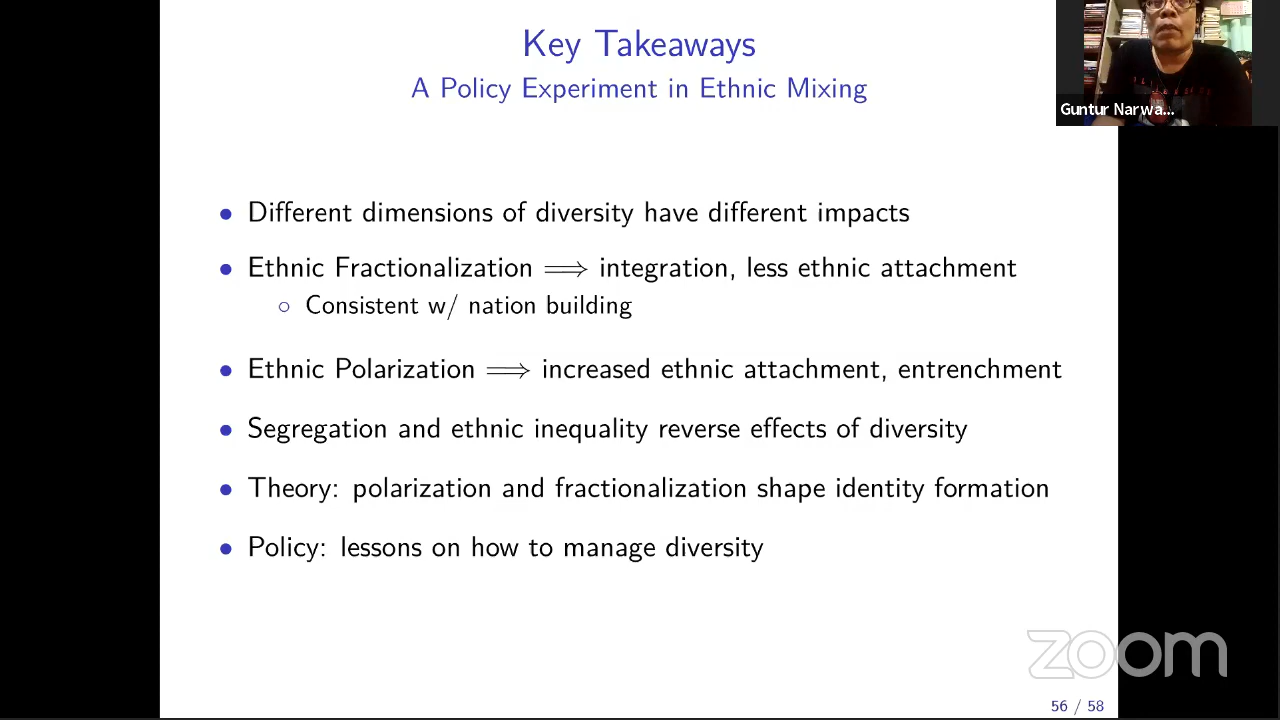 Key Takeaways
A Policy Experiment in Ethnic Mixing
Guntur Narwa...
• Different dimensions of diversity have different impacts
• Ethnic Fractionalization ⟹ integration, less ethnic attachment
○ Consistent w/ nation building
• Ethnic Polarization ⟹ increased ethnic attachment, entrenchment
• Segregation and ethnic inequality reverse effects of diversity
• Theory: polarization and fractionalization shape identity formation
• Policy: lessons on how to manage diversity
zoom
56 / 58